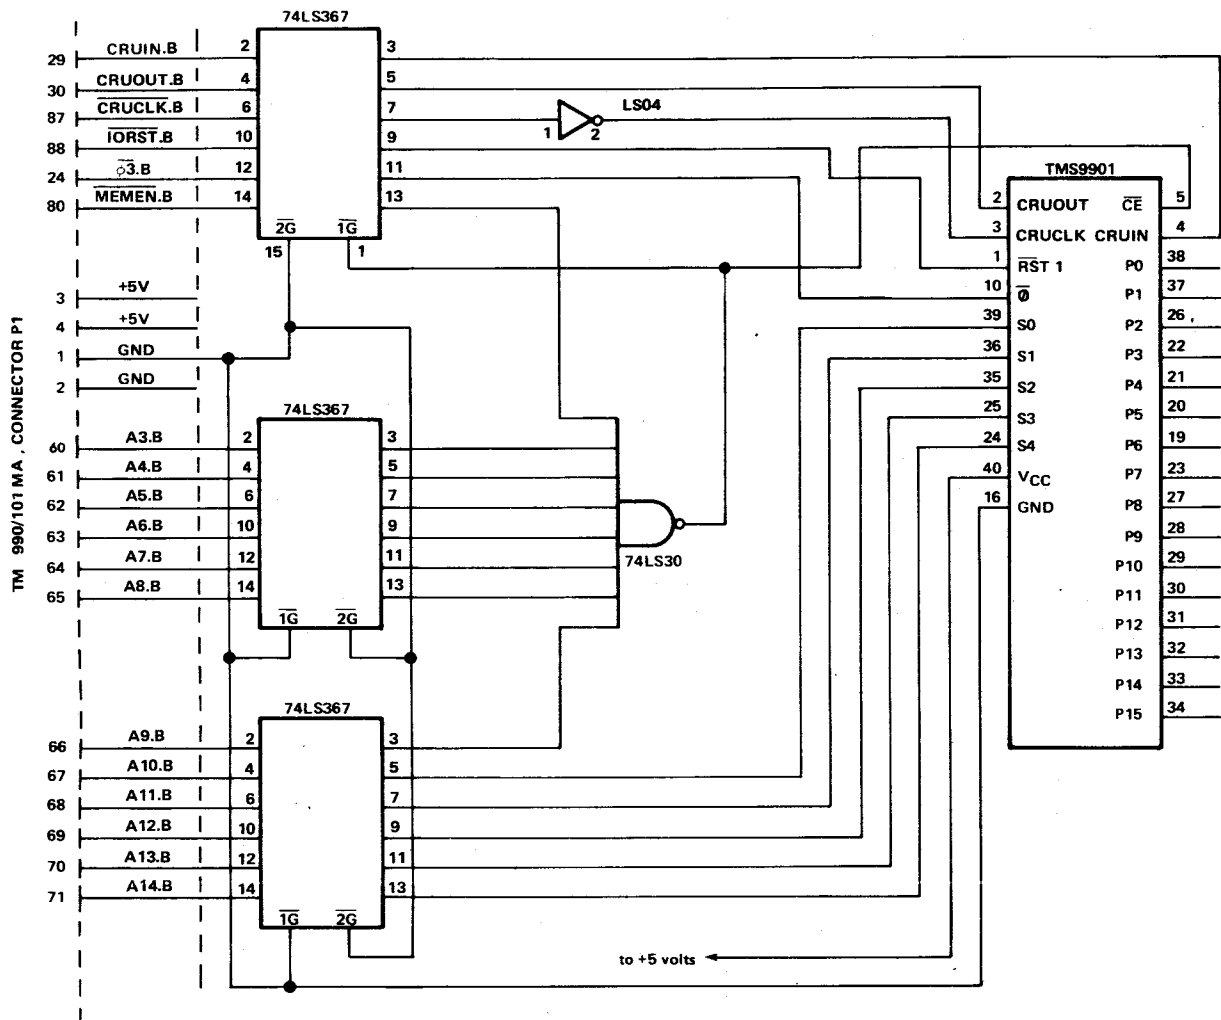 74LS367
29 CRUIN.B 2 3
30 CRUOUT.B 4 5
87 CRUCLK.B 6 7
88 IORST.B 10 9
24 φ3.B 12 11
80 MEMEN.B 14 13
2G 1G
15 1
1 LS04 2
3 +5V
4 +5V
1 GND
2 GND
TM 990/101 MA, CONNECTOR P1
74LS367
60 A3.B 2 3
61 A4.B 4 5
62 A5.B 6 7
63 A6.B 10 9
64 A7.B 12 11
65 A8.B 14 13
1G 2G
74LS30
74LS367
66 A9.B 2 3
67 A10.B 4 5
68 A11.B 6 7
69 A12.B 10 9
70 A13.B 12 11
71 A14.B 14 13
1G 2G
to +5 volts
TMS9901
2 CRUOUT CE 5
3 CRUCLK CRUIN 4
1 RST 1 P0 38
10 Ø P1 37
39 S0 P2 26
36 S1 P3 22
35 S2 P4 21
25 S3 P5 20
24 S4 P6 19
40 VCC P7 23
16 GND P8 27
P9 28
P10 29
P11 30
P12 31
P13 32
P14 33
P15 34